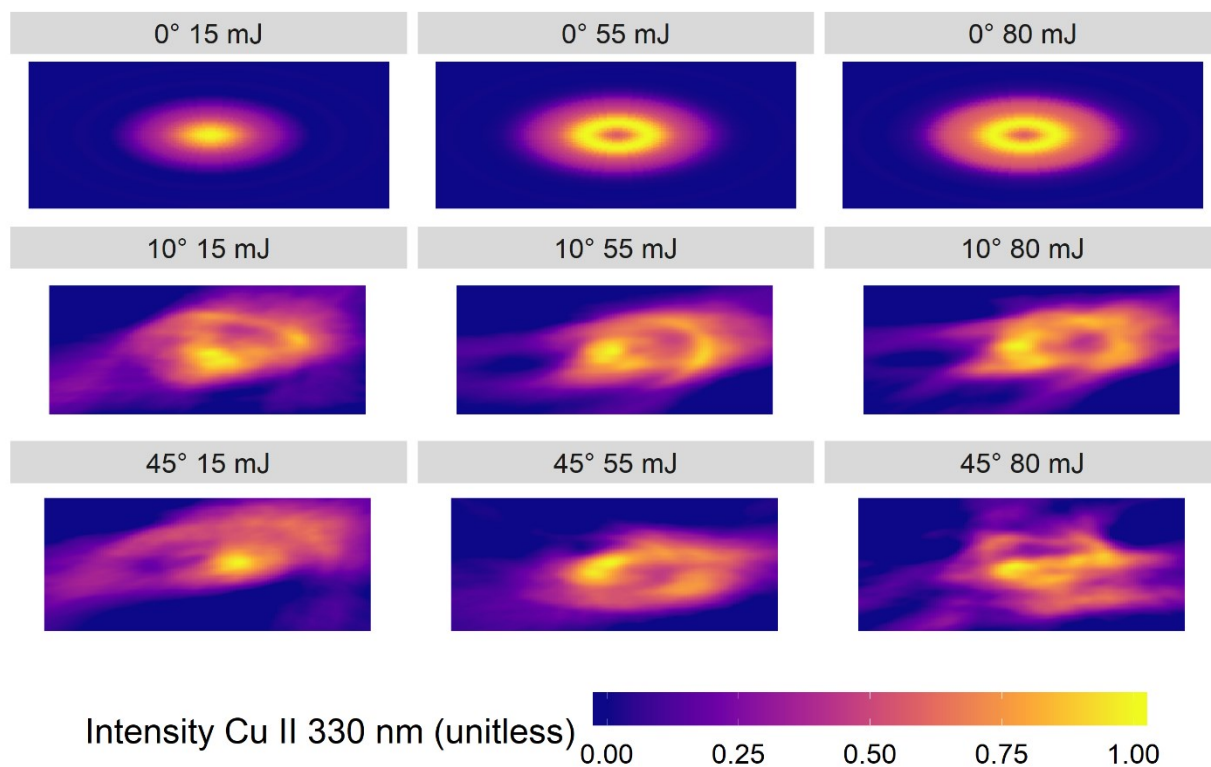 0° 15 mJ
0° 55 mJ
0° 80 mJ
10° 15 mJ
10° 55 mJ
10° 80 mJ
45° 15 mJ
45° 55 mJ
45° 80 mJ
Intensity Cu II 330 nm (unitless)
0.00 0.25 0.50 0.75 1.00